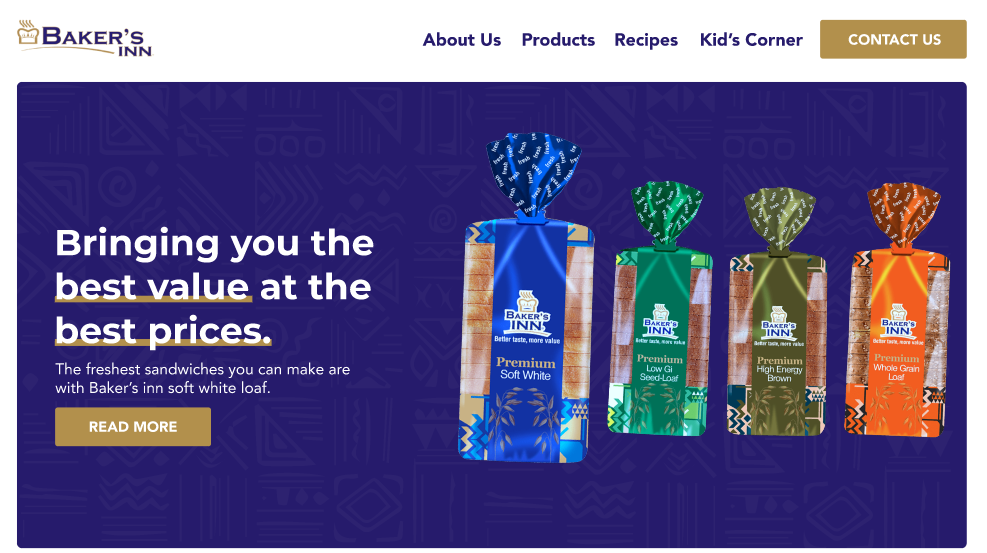 BAKER'S
INN
About Us
Products
Recipes
Kid's Corner
CONTACT US
Bringing you the
best value at the
best prices.
The freshest sandwiches you can make are
with Baker's inn soft white loaf.
READ MORE
fresh
BAKER'S
INN
Better taste, more value
Premium
Soft White
BAKER'S
INN
Better taste, more value
Premium
Low Gi
Seed-Loaf
BAKER'S
INN
Better taste, more value
Premium
High Energy
Brown
BAKER'S
INN
Better taste, more value
Premium
Whole Grain
Loaf